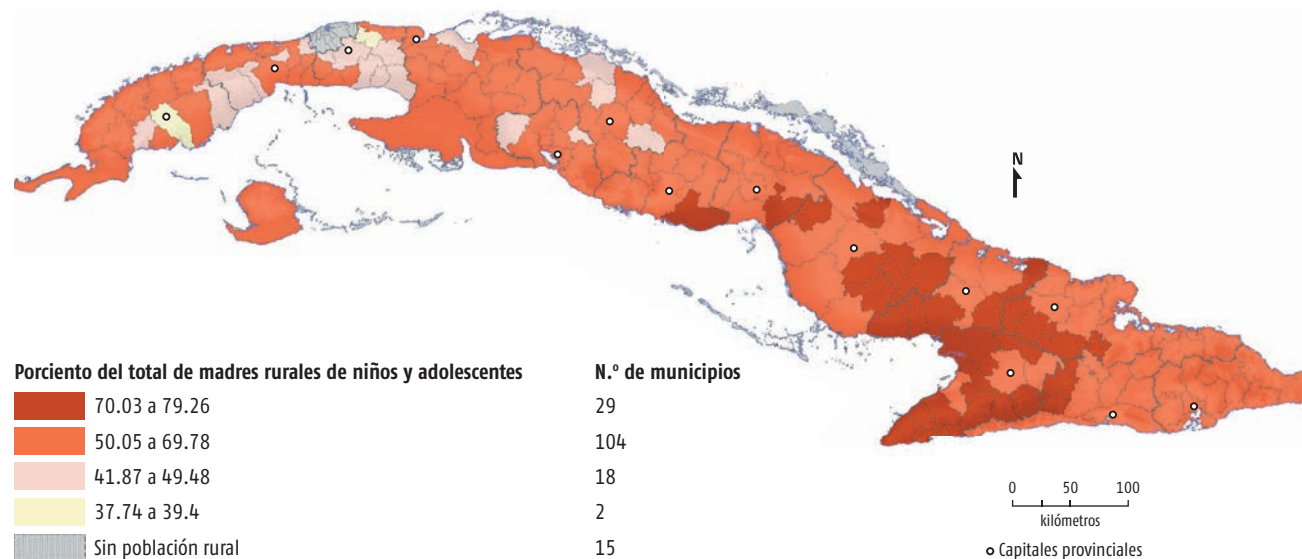 N
Porciento del total de madres rurales de niños y adolescentes N.º de municipios
70.03 a 79.26 29
50.05 a 69.78 104
41.87 a 49.48 18
37.74 a 39.4 2
Sin población rural 15
0 50 100
kilómetros
Capitales provinciales